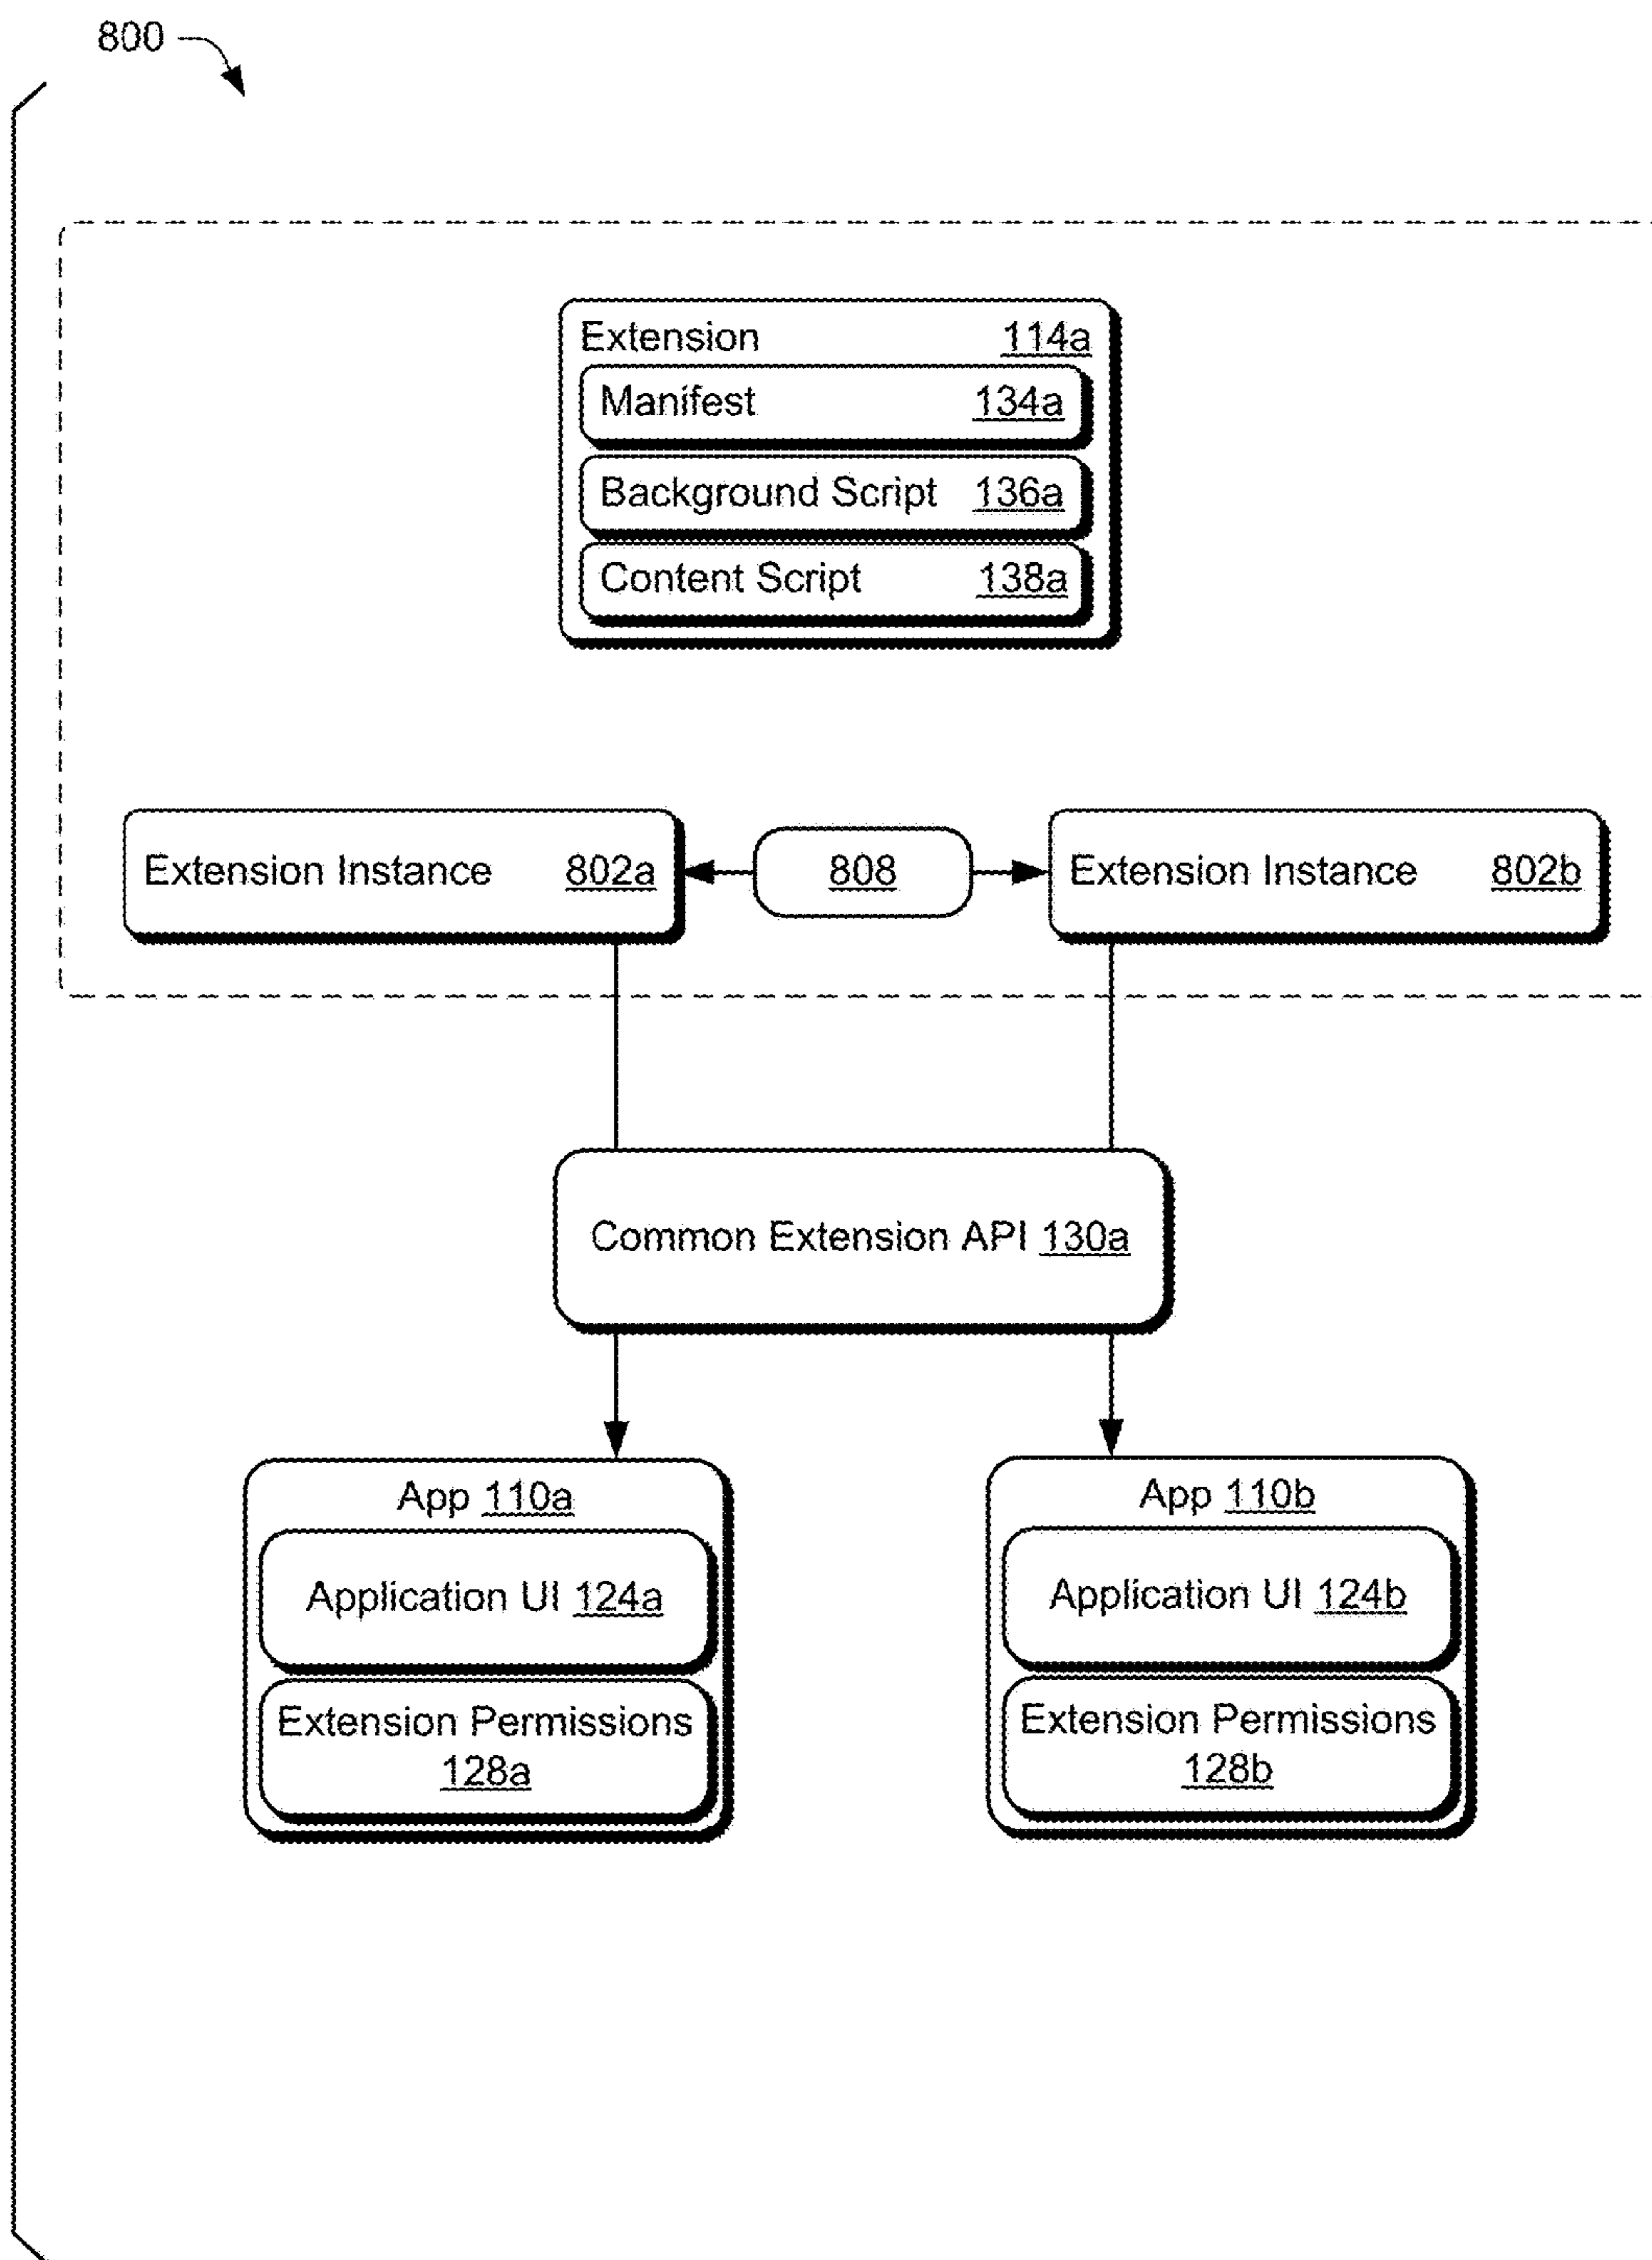 800
Extension 114a
Manifest 134a
Background Script 136a
Content Script 138a
Extension Instance 802a
808
Extension Instance 802b
Common Extension API 130a
App 110a
Application UI 124a
Extension Permissions
128a
App 110b
Application UI 124b
Extension Permissions
128b